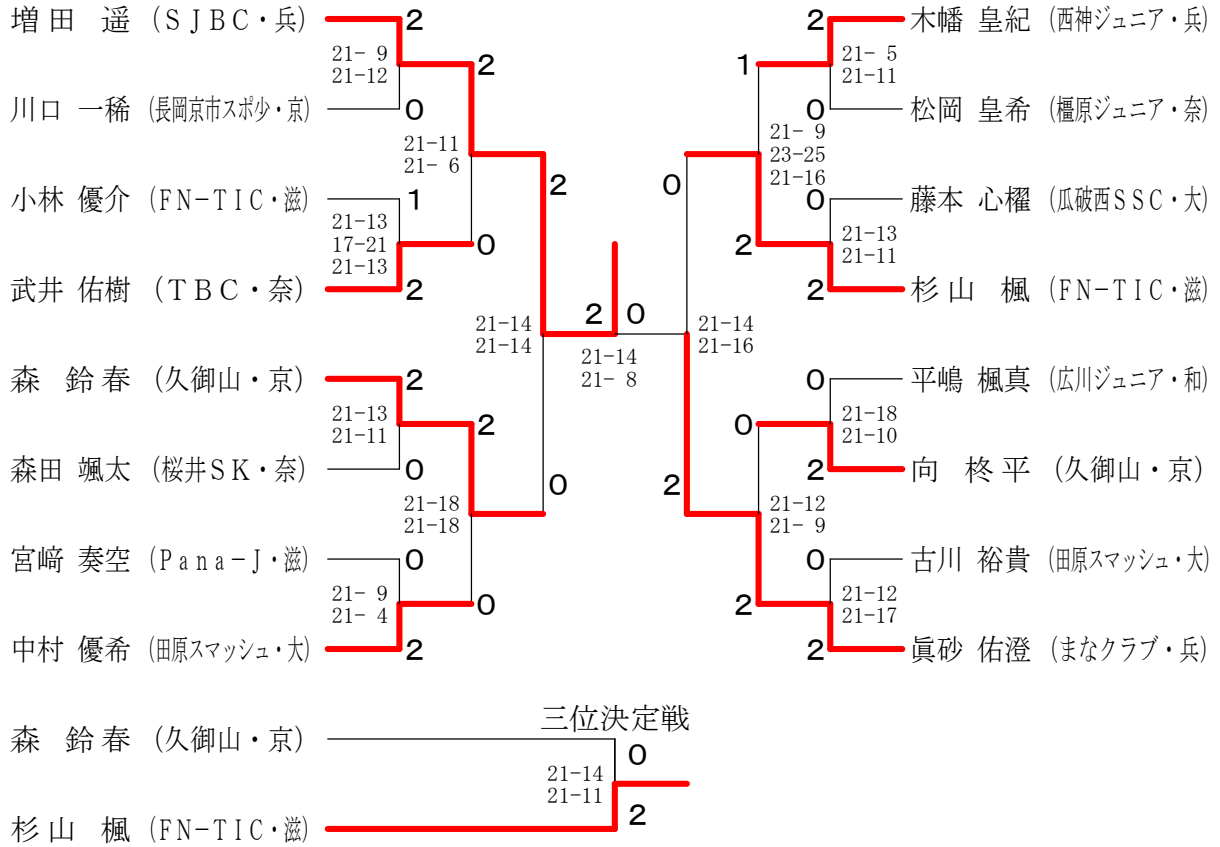 増田 遥 (SJBC・兵) 2
21- 9
21-12
2
川口 一稀 (長岡京市スポ少・京) 0
21-11
21- 6
2
小林 優介 (FN-TIC・滋) 1
21-13
17-21
21-13
0
武井 佑樹 (TBC・奈) 2
21-14
21-14
2 0
21-14
21- 8
森 鈴春 (久御山・京) 2
21-13
21-11
2
森田 颯太 (桜井SK・奈) 0
21-18
21-18
0
宮﨑 奏空 (Pana-J・滋) 0
21- 9
21- 4
0
中村 優希 (田原スマッシュ・大) 2
2 木幡 皇紀 (西神ジュニア・兵)
1
21- 5
21-11
0 松岡 皇希 (橿原ジュニア・奈)
21- 9
23-25
21-16
0
0 藤本 心櫂 (瓜破西SSC・大)
2
21-13
21-11
2 杉山 楓 (FN-TIC・滋)
21-14
21-16
0 平嶋 楓真 (広川ジュニア・和)
0
21-18
21-10
2 向 柊平 (久御山・京)
2
21-12
21- 9
0 古川 裕貴 (田原スマッシュ・大)
2
21-12
21-17
2 眞砂 佑澄 (まなクラブ・兵)
三位決定戦
森 鈴春 (久御山・京) 0
21-14
21-11
杉山 楓 (FN-TIC・滋) 2